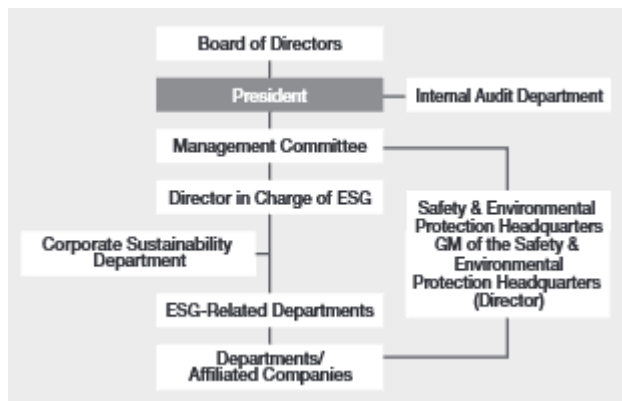 Board of Directors
President
Internal Audit Department
Management Committee
Director in Charge of ESG
Safety & Environmental
Protection Headquarters
GM of the Safety &
Environmental
Protection Headquarters
(Director)
Corporate Sustainability
Department
ESG-Related Departments
Departments/
Affiliated Companies